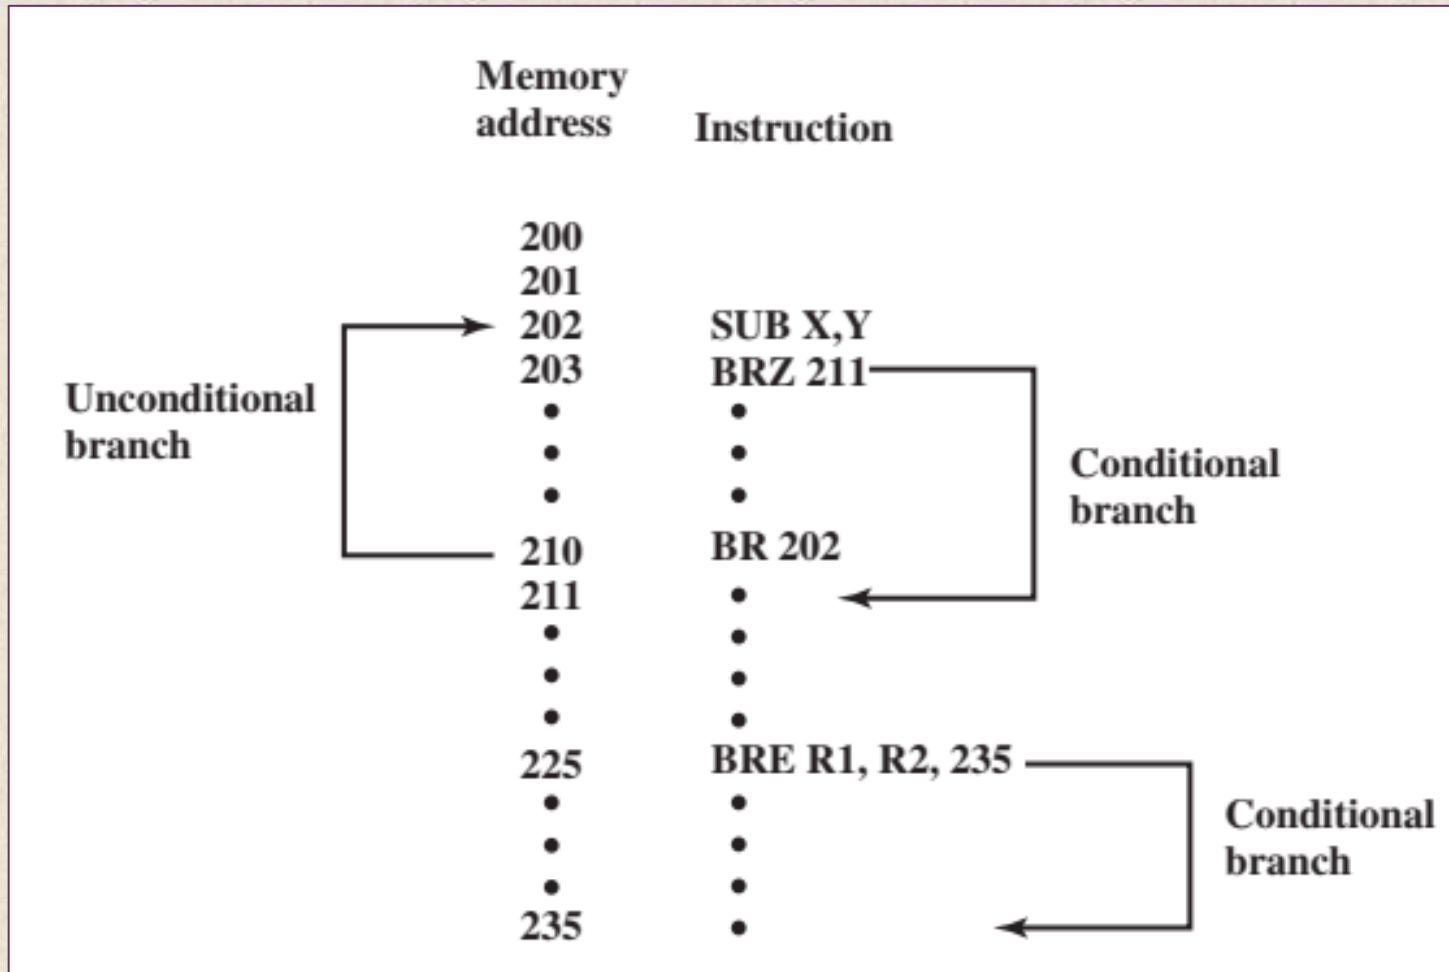 Memory
address
Instruction
200
201
202 SUB X,Y
203 BRZ 211
Unconditional
branch
Conditional
branch
210 BR 202
211
225 BRE R1, R2, 235
Conditional
branch
235